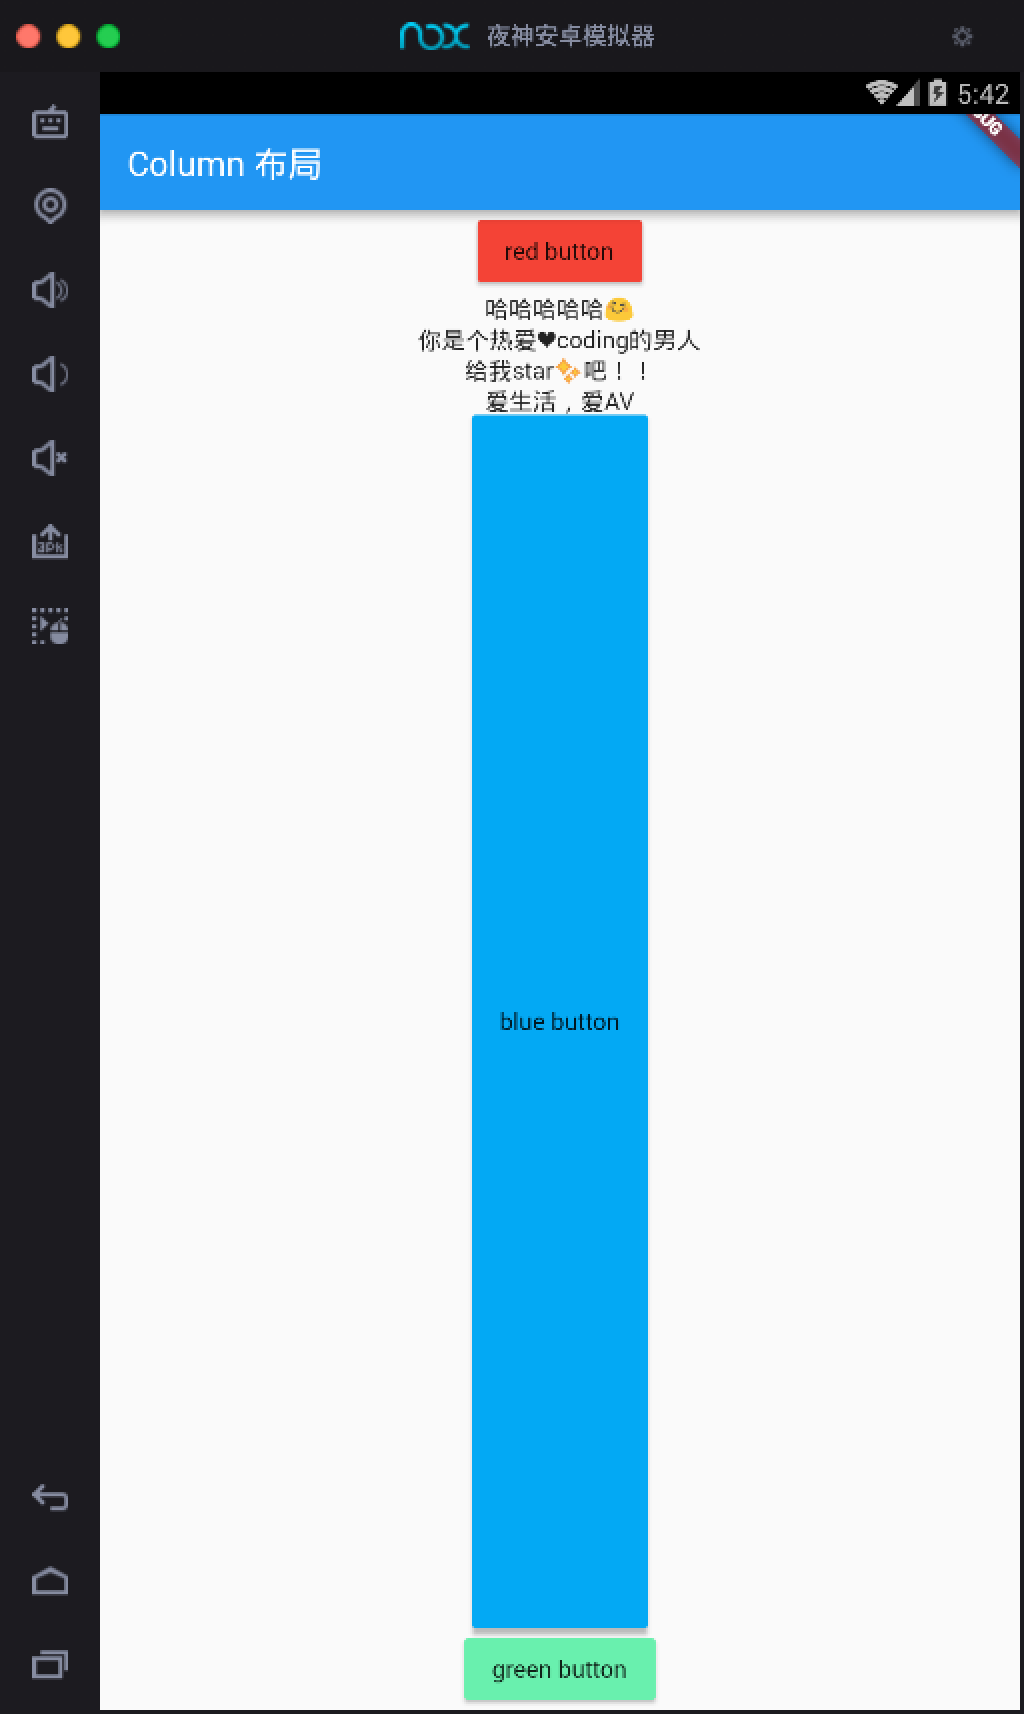 nox 夜神安卓模拟器
5:42
Column 布局
red button
哈哈哈哈哈🤗
你是个热爱❤coding的男人
给我star✨吧！！
爱生活，爱AV
blue button
green button